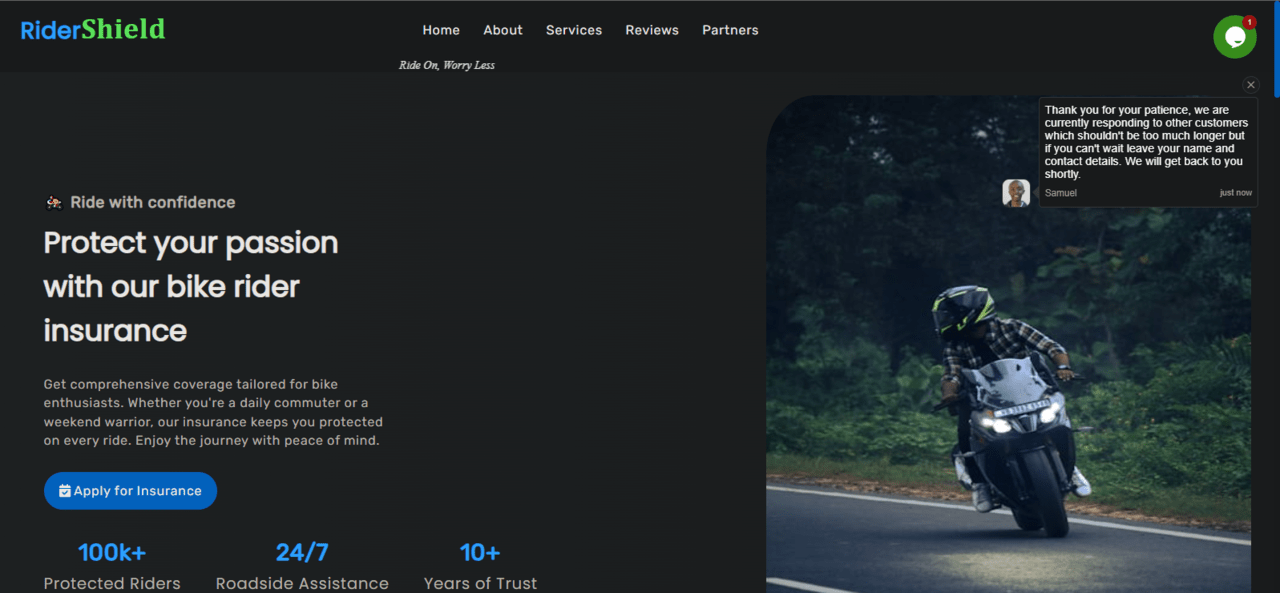 RiderShield
Home About Services Reviews Partners
1
Ride On, Worry Less
Thank you for your patience, we are
currently responding to other customers
which shouldn't be too much longer but
if you can't wait leave your name and
contact details. We will get back to you
shortly.
Samuel just now
Ride with confidence
Protect your passion
with our bike rider
insurance
Get comprehensive coverage tailored for bike
enthusiasts. Whether you're a daily commuter or a
weekend warrior, our insurance keeps you protected
on every ride. Enjoy the journey with peace of mind.
Apply for Insurance
100k+ 24/7 10+
Protected Riders Roadside Assistance Years of Trust